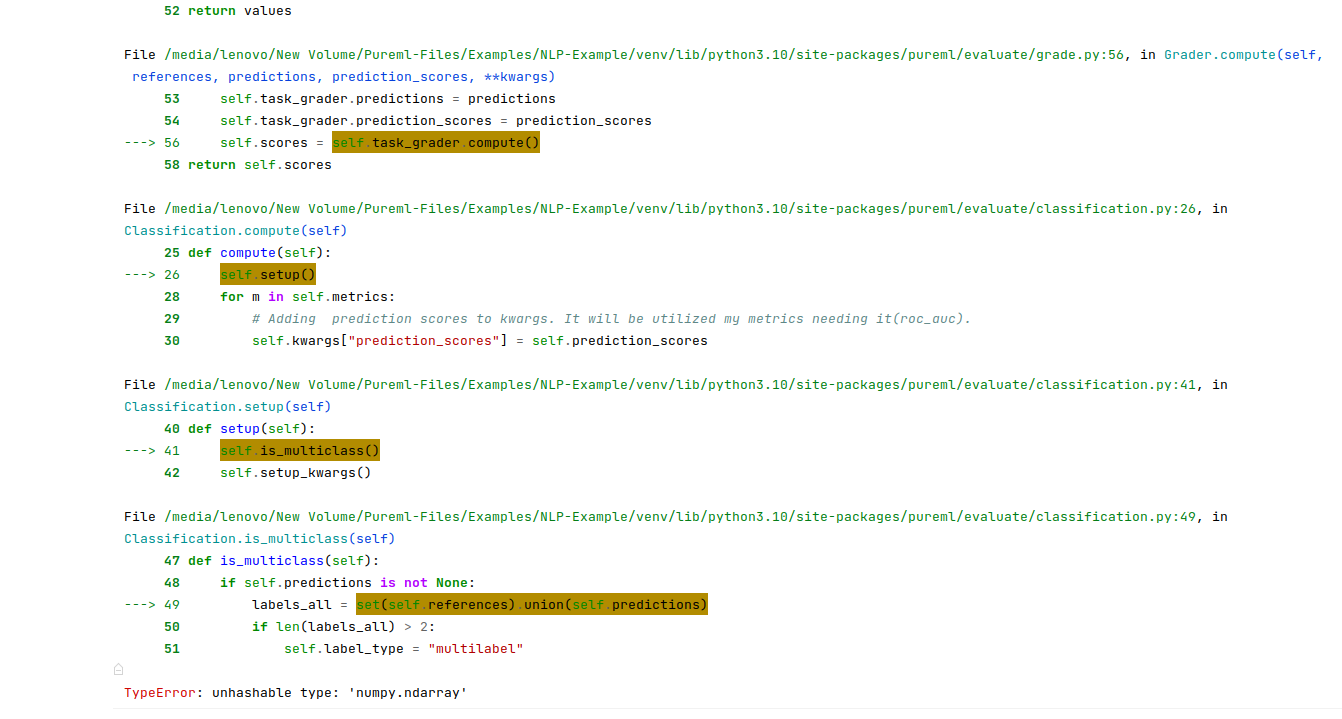 52 return values
File /media/lenovo/New Volume/Pureml-Files/Examples/NLP-Example/venv/lib/python3.10/site-packages/pureml/evaluate/grade.py:56, in Grader.compute(self,
references, predictions, prediction_scores, **kwargs)
53     self.task_grader.predictions = predictions
54     self.task_grader.prediction_scores = prediction_scores
---> 56     self.scores = self.task_grader.compute()
58 return self.scores
File /media/lenovo/New Volume/Pureml-Files/Examples/NLP-Example/venv/lib/python3.10/site-packages/pureml/evaluate/classification.py:26, in
Classification.compute(self)
25 def compute(self):
---> 26     self.setup()
28     for m in self.metrics:
29         # Adding  prediction scores to kwargs. It will be utilized my metrics needing it(roc_auc).
30         self.kwargs["prediction_scores"] = self.prediction_scores
File /media/lenovo/New Volume/Pureml-Files/Examples/NLP-Example/venv/lib/python3.10/site-packages/pureml/evaluate/classification.py:41, in
Classification.setup(self)
40 def setup(self):
---> 41     self.is_multiclass()
42     self.setup_kwargs()
File /media/lenovo/New Volume/Pureml-Files/Examples/NLP-Example/venv/lib/python3.10/site-packages/pureml/evaluate/classification.py:49, in
Classification.is_multiclass(self)
47 def is_multiclass(self):
48     if self.predictions is not None:
---> 49         labels_all = set(self.references).union(self.predictions)
50         if len(labels_all) > 2:
51             self.label_type = "multilabel"
TypeError: unhashable type: 'numpy.ndarray'